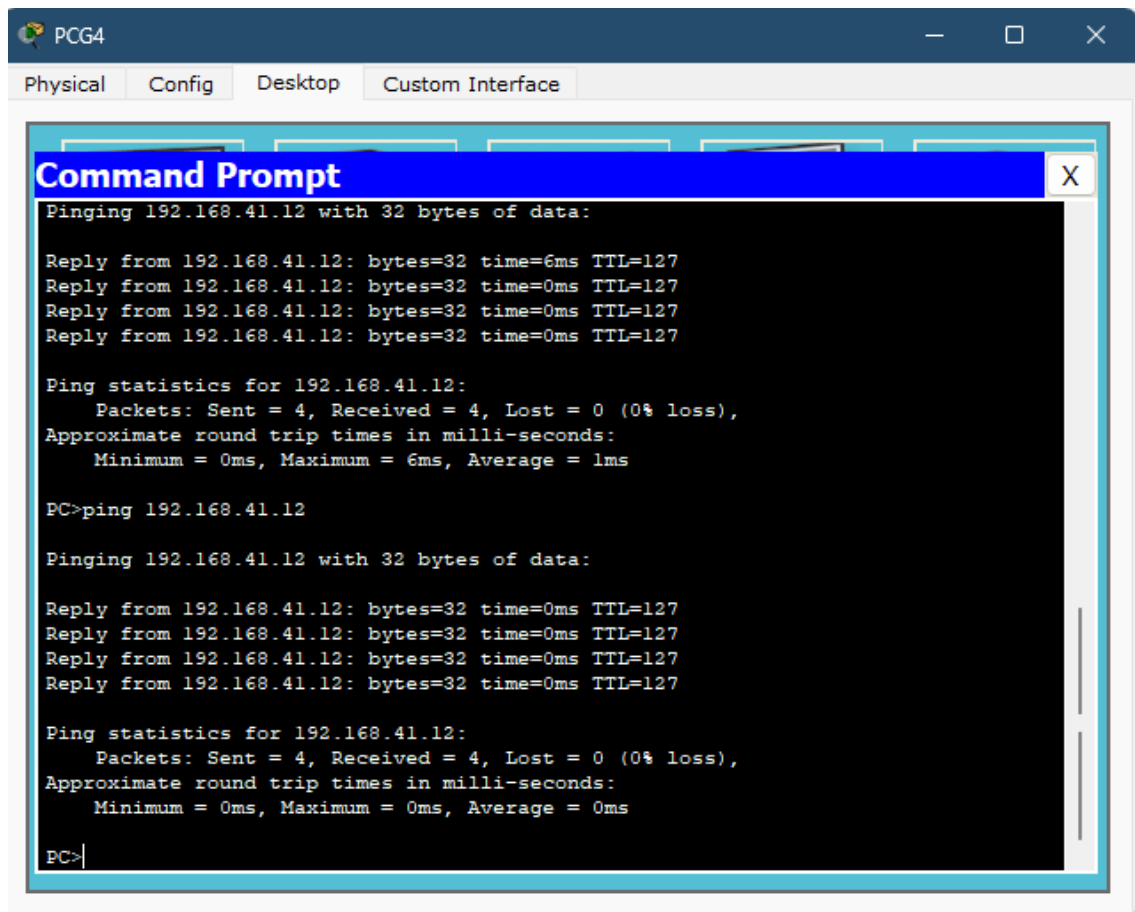 PCG4
Physical Config Desktop Custom Interface
Command Prompt X
Pinging 192.168.41.12 with 32 bytes of data:
Reply from 192.168.41.12: bytes=32 time=6ms TTL=127
Reply from 192.168.41.12: bytes=32 time=0ms TTL=127
Reply from 192.168.41.12: bytes=32 time=0ms TTL=127
Reply from 192.168.41.12: bytes=32 time=0ms TTL=127
Ping statistics for 192.168.41.12:
Packets: Sent = 4, Received = 4, Lost = 0 (0% loss),
Approximate round trip times in milli-seconds:
Minimum = 0ms, Maximum = 6ms, Average = 1ms
PC>ping 192.168.41.12
Pinging 192.168.41.12 with 32 bytes of data:
Reply from 192.168.41.12: bytes=32 time=0ms TTL=127
Reply from 192.168.41.12: bytes=32 time=0ms TTL=127
Reply from 192.168.41.12: bytes=32 time=0ms TTL=127
Reply from 192.168.41.12: bytes=32 time=0ms TTL=127
Ping statistics for 192.168.41.12:
Packets: Sent = 4, Received = 4, Lost = 0 (0% loss),
Approximate round trip times in milli-seconds:
Minimum = 0ms, Maximum = 0ms, Average = 0ms
PC>